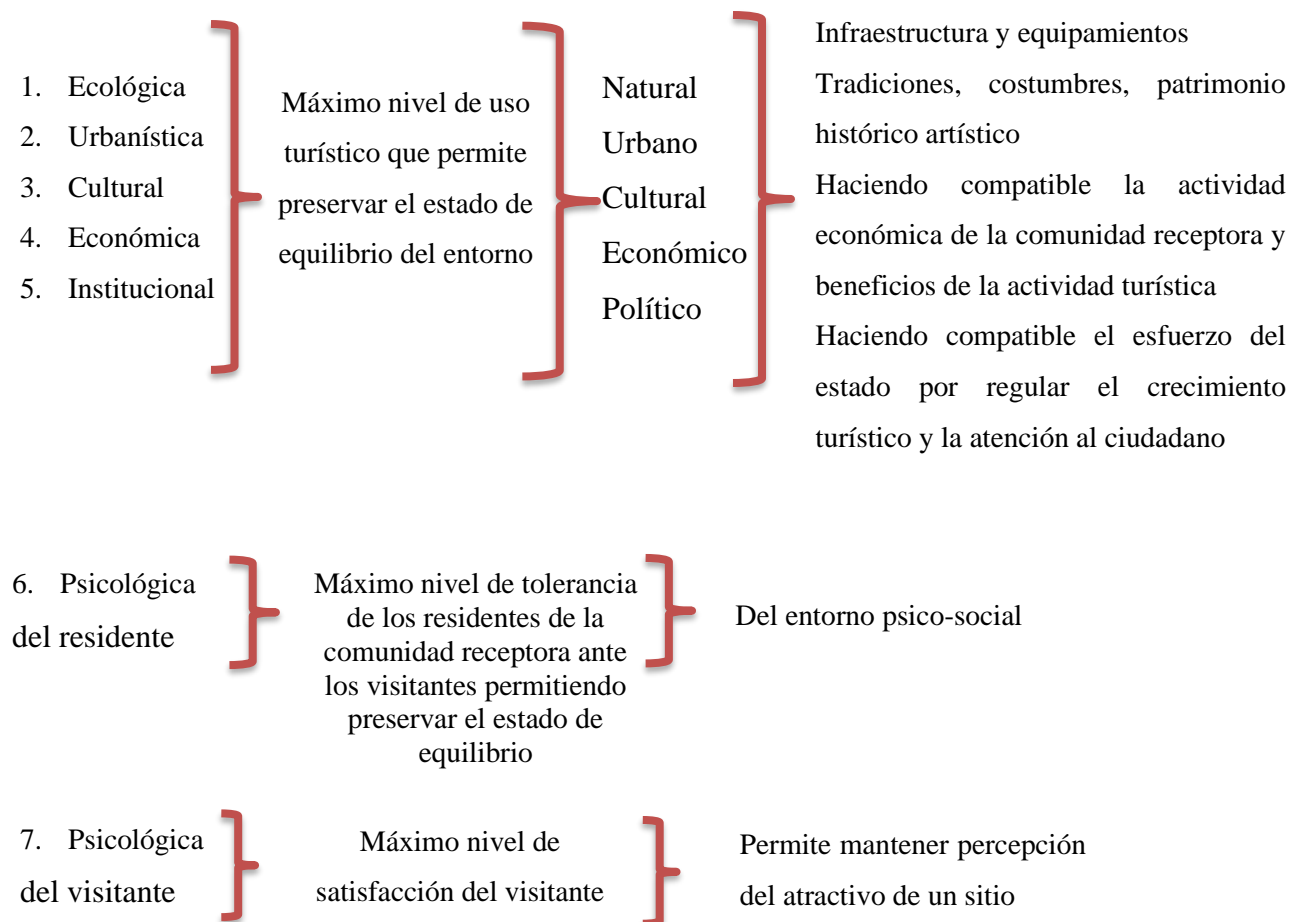 1. Ecológica
2. Urbanística
3. Cultural
4. Económica
5. Institucional
Máximo nivel de uso
turístico que permite
preservar el estado de
equilibrio del entorno
Natural
Urbano
Cultural
Económico
Político
Infraestructura y equipamientos
Tradiciones, costumbres, patrimonio
histórico artístico
Haciendo compatible la actividad
económica de la comunidad receptora y
beneficios de la actividad turística
Haciendo compatible el esfuerzo del
estado por regular el crecimiento
turístico y la atención al ciudadano
6. Psicológica
del residente
Máximo nivel de tolerancia
de los residentes de la
comunidad receptora ante
los visitantes permitiendo
preservar el estado de
equilibrio
Del entorno psico-social
7. Psicológica
del visitante
Máximo nivel de
satisfacción del visitante
Permite mantener percepción
del atractivo de un sitio